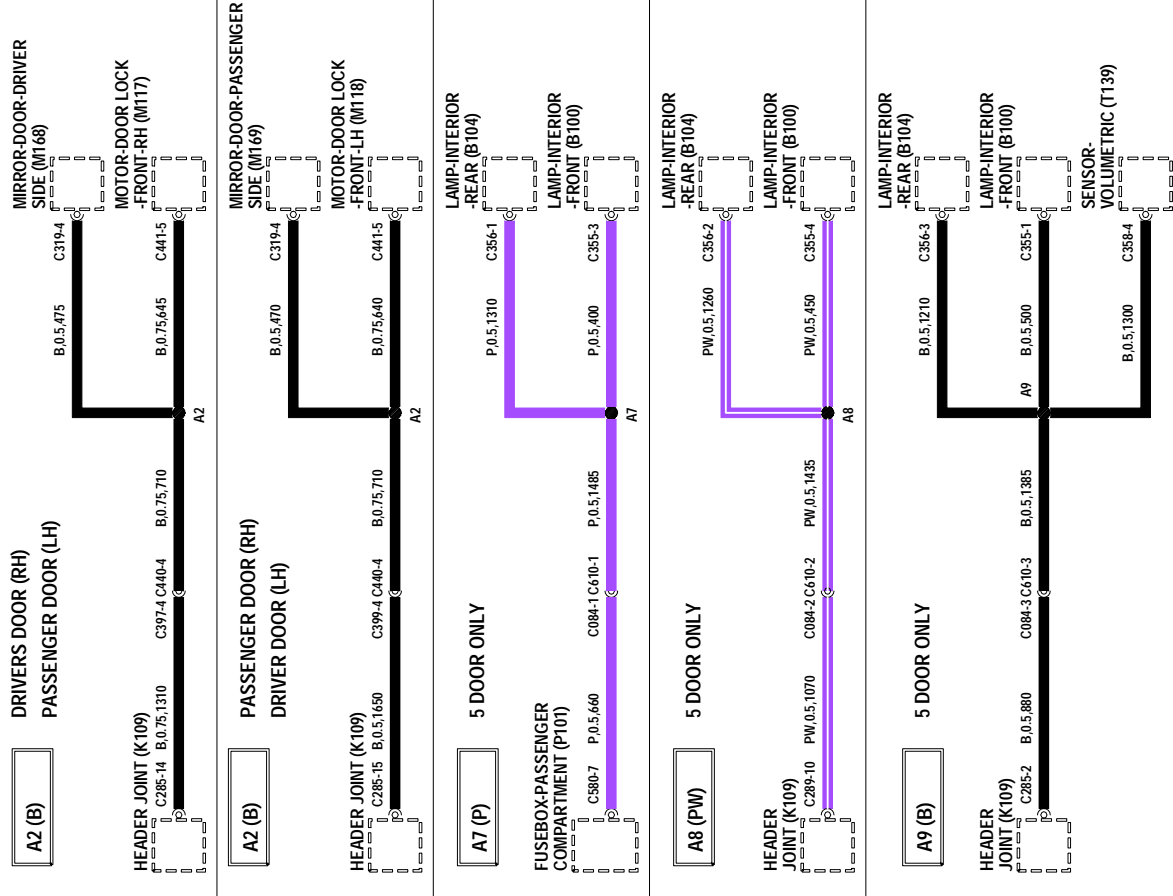 A2 (B)
DRIVERS DOOR (RH)
PASSENGER DOOR (LH)
HEADER JOINT (K109)
C285-14
B,0.75,1310
C397-4
C440-4
B,0.75,710
A2
B,0.5,475
C319-4
MIRROR-DOOR-DRIVER
SIDE (M168)
B,0.75,645
C441-5
MOTOR-DOOR LOCK
-FRONT-RH (M117)
A2 (B)
PASSENGER DOOR (RH)
DRIVER DOOR (LH)
HEADER JOINT (K109)
C285-15
B,0.5,1650
C399-4
C440-4
B,0.75,710
A2
B,0.5,470
C319-4
MIRROR-DOOR-PASSENGER
SIDE (M169)
B,0.75,640
C441-5
MOTOR-DOOR LOCK
-FRONT-LH (M118)
A7 (P)
5 DOOR ONLY
FUSEBOX-PASSENGER
COMPARTMENT (P101)
C580-7
P,0.5,660
C084-1
C610-1
P,0.5,1485
A7
P,0.5,1310
C356-1
LAMP-INTERIOR
-REAR (B104)
P,0.5,400
C355-3
LAMP-INTERIOR
-FRONT (B100)
A8 (PW)
5 DOOR ONLY
HEADER
JOINT (K109)
C289-10
PW,0.5,1070
C084-2
C610-2
PW,0.5,1435
A8
PW,0.5,1260
C356-2
LAMP-INTERIOR
-REAR (B104)
PW,0.5,450
C355-4
LAMP-INTERIOR
-FRONT (B100)
A9 (B)
5 DOOR ONLY
HEADER
JOINT (K109)
C285-2
B,0.5,880
C084-3
C610-3
B,0.5,1385
A9
B,0.5,1210
C356-3
LAMP-INTERIOR
-REAR (B104)
B,0.5,500
C355-1
LAMP-INTERIOR
-FRONT (B100)
B,0.5,1300
C358-4
SENSOR-
VOLUMETRIC (T139)